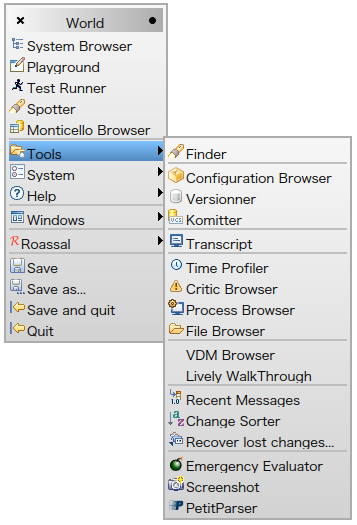 World
System Browser
Playground
Test Runner
Spotter
Monticello Browser
Tools
System
Help
Windows
Roassal
Save
Save as...
Save and quit
Quit
Finder
Configuration Browser
Versionner
Komitter
Transcript
Time Profiler
Critic Browser
Process Browser
File Browser
VDM Browser
Lively WalkThrough
Recent Messages
Change Sorter
Recover lost changes...
Emergency Evaluator
Screenshot
PetitParser